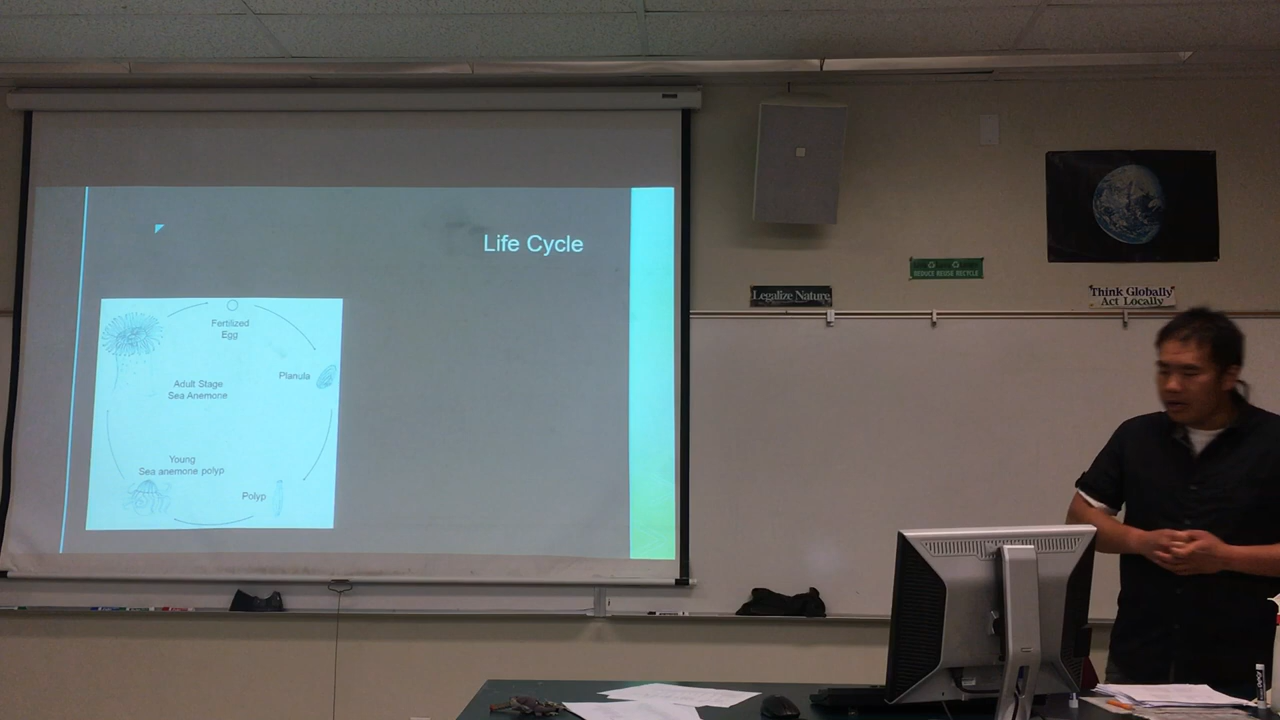 Life Cycle
Fertilized
Egg
Planula
Adult Stage
Sea Anemone
Young
Sea anemone polyp
Polyp
REDUCE REUSE RECYCLE
Legalize Nature
"Think Globally
Act Locally"